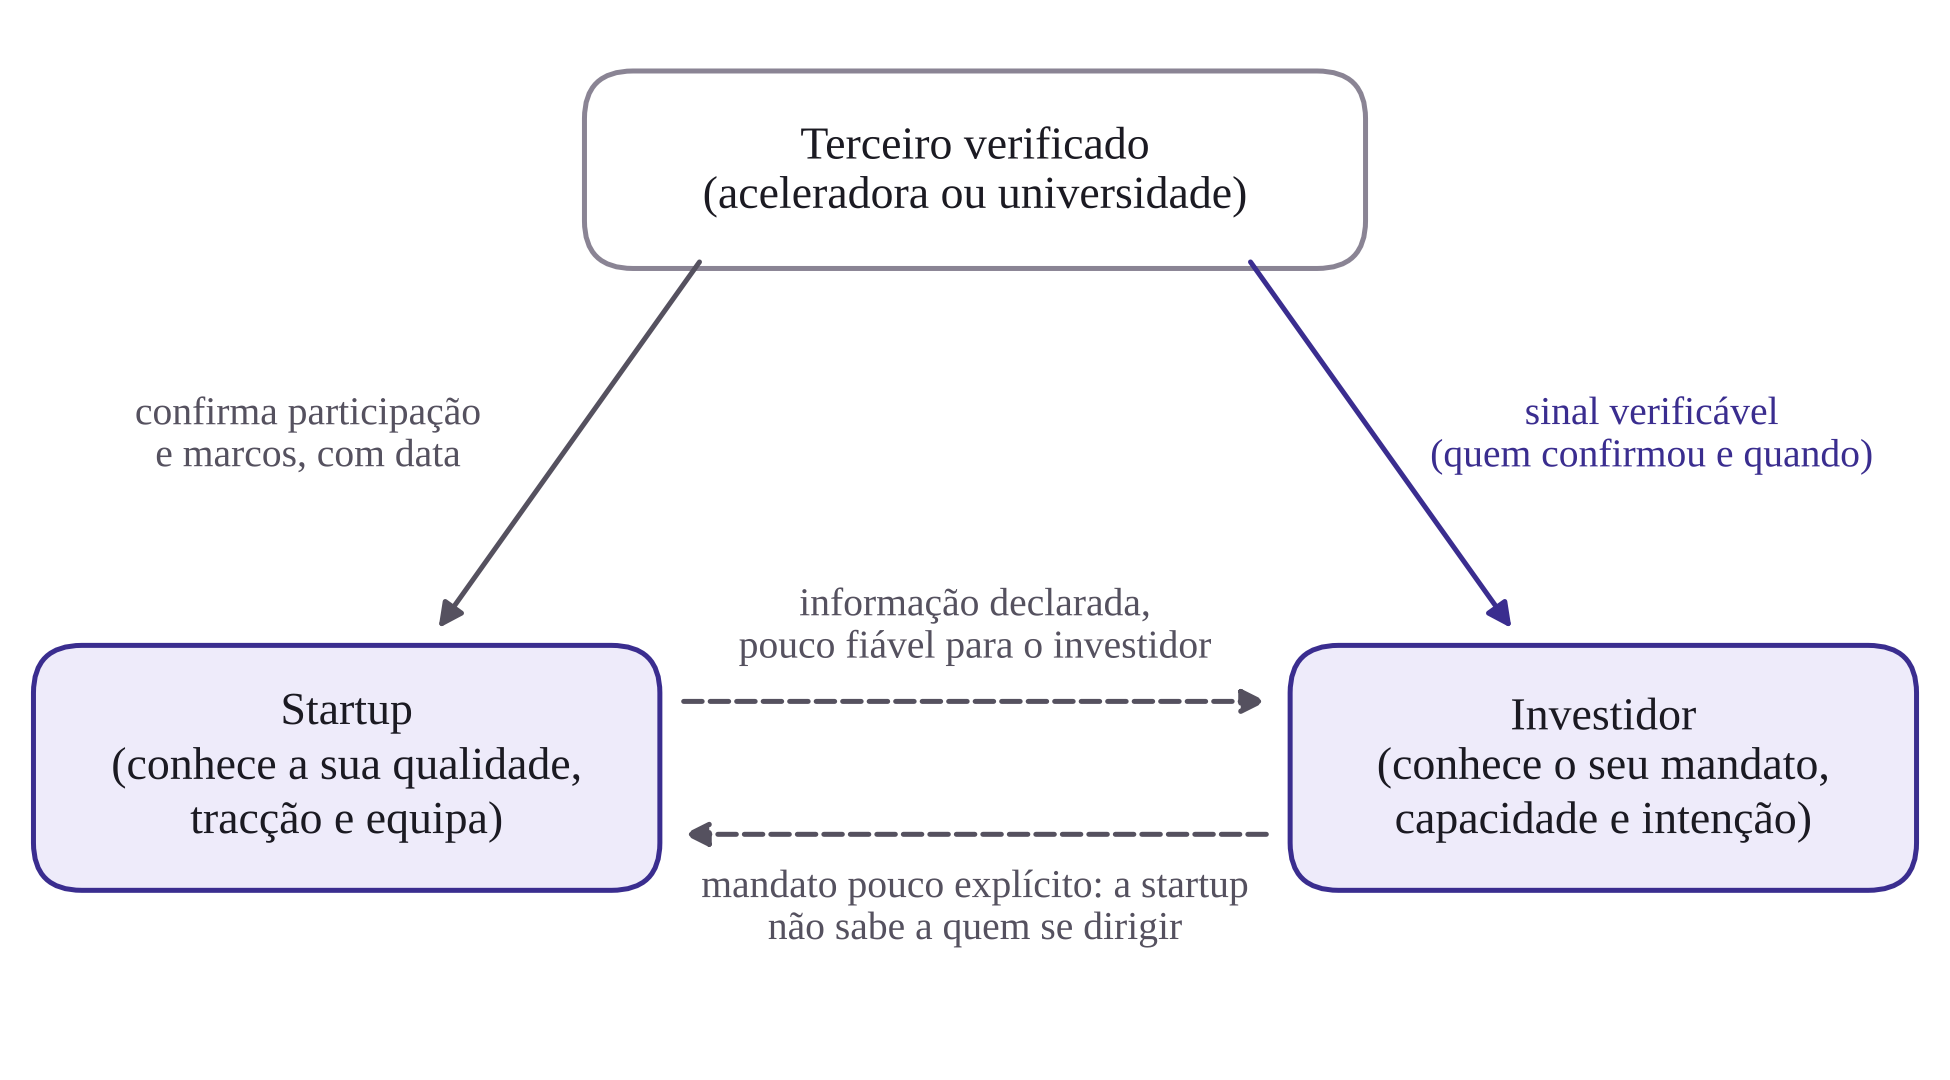 Terceiro verificado
(aceleradora ou universidade)
confirma participação
e marcos, com data
sinal verificável
(quem confirmou e quando)
informação declarada,
pouco fiável para o investidor
Startup
(conhece a sua qualidade,
tracção e equipa)
Investidor
(conhece o seu mandato,
capacidade e intenção)
mandato pouco explícito: a startup
não sabe a quem se dirigir